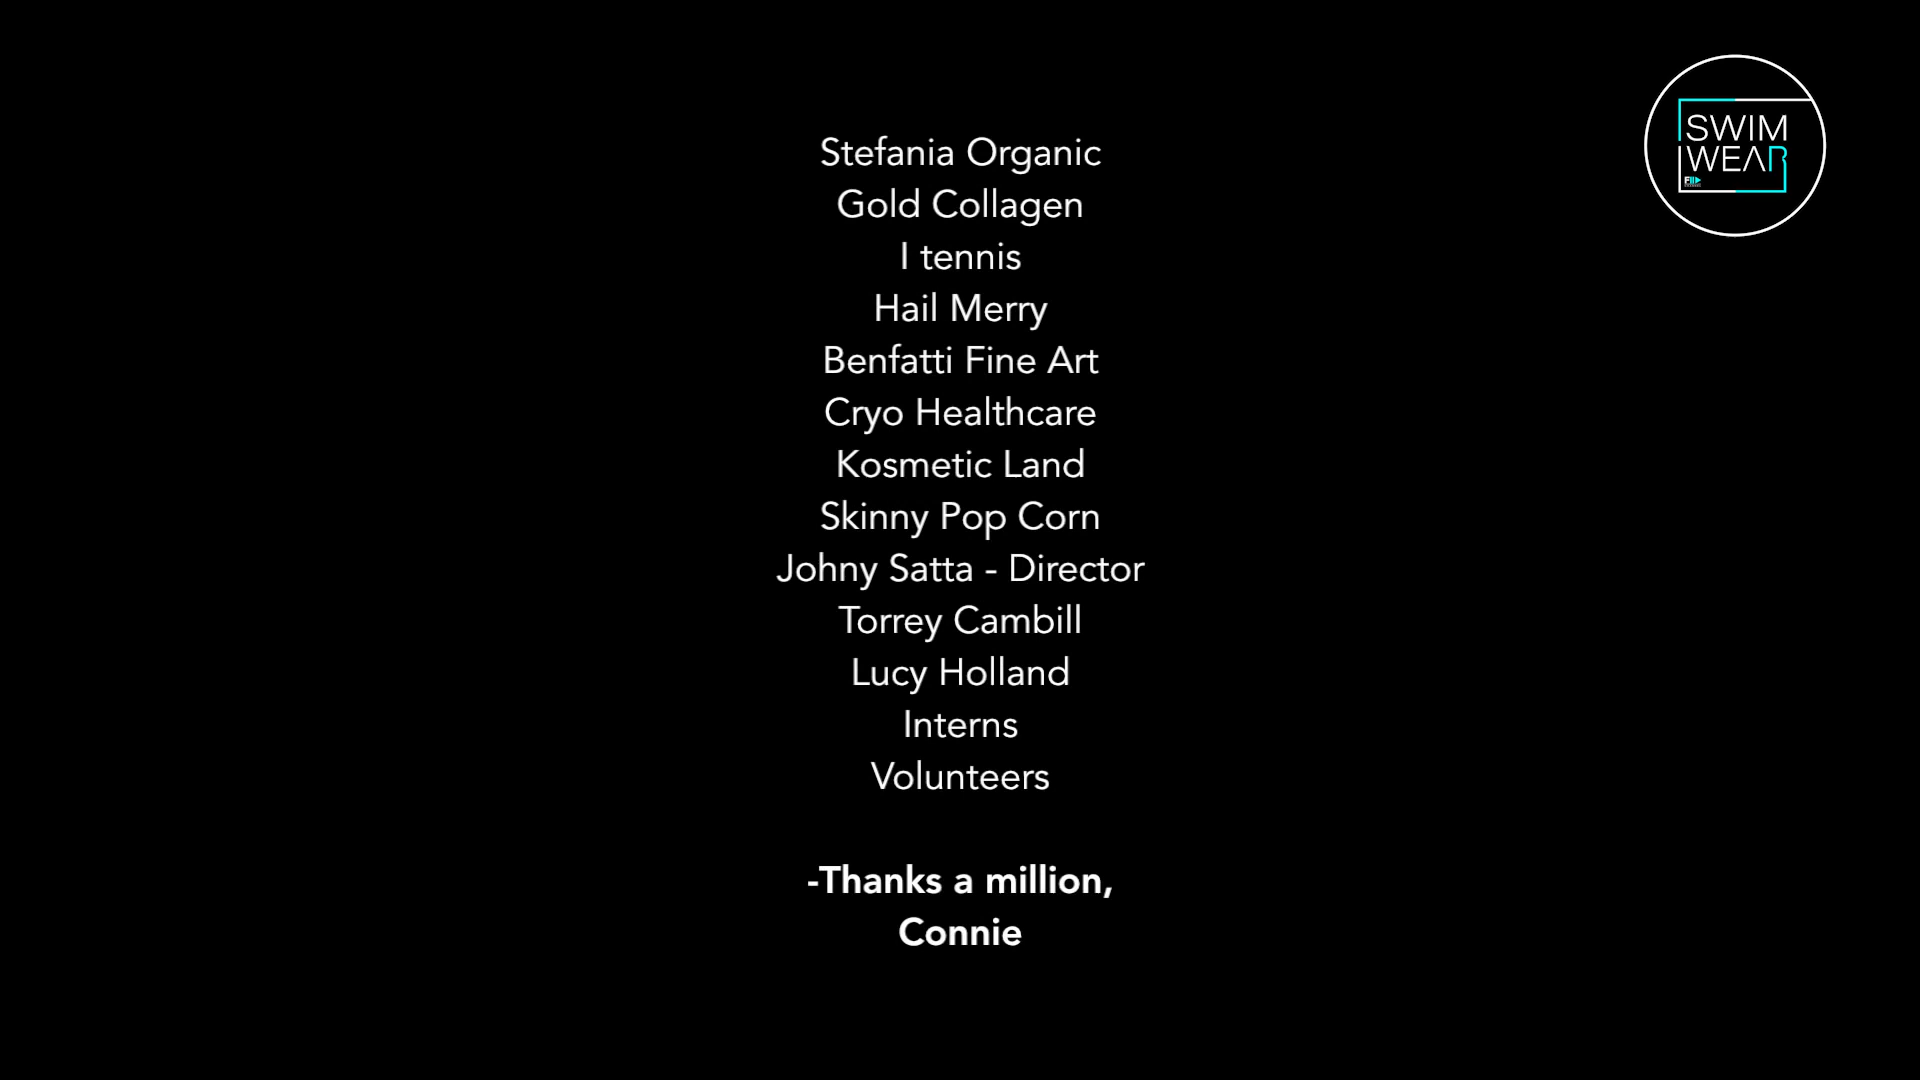 Stefania Organic
Gold Collagen
I tennis
Hail Merry
Benfatti Fine Art
Cryo Healthcare
Kosmetic Land
Skinny Pop Corn
Johny Satta - Director
Torrey Cambill
Lucy Holland
Interns
Volunteers
-Thanks a million,
Connie
SWIM
WEAR